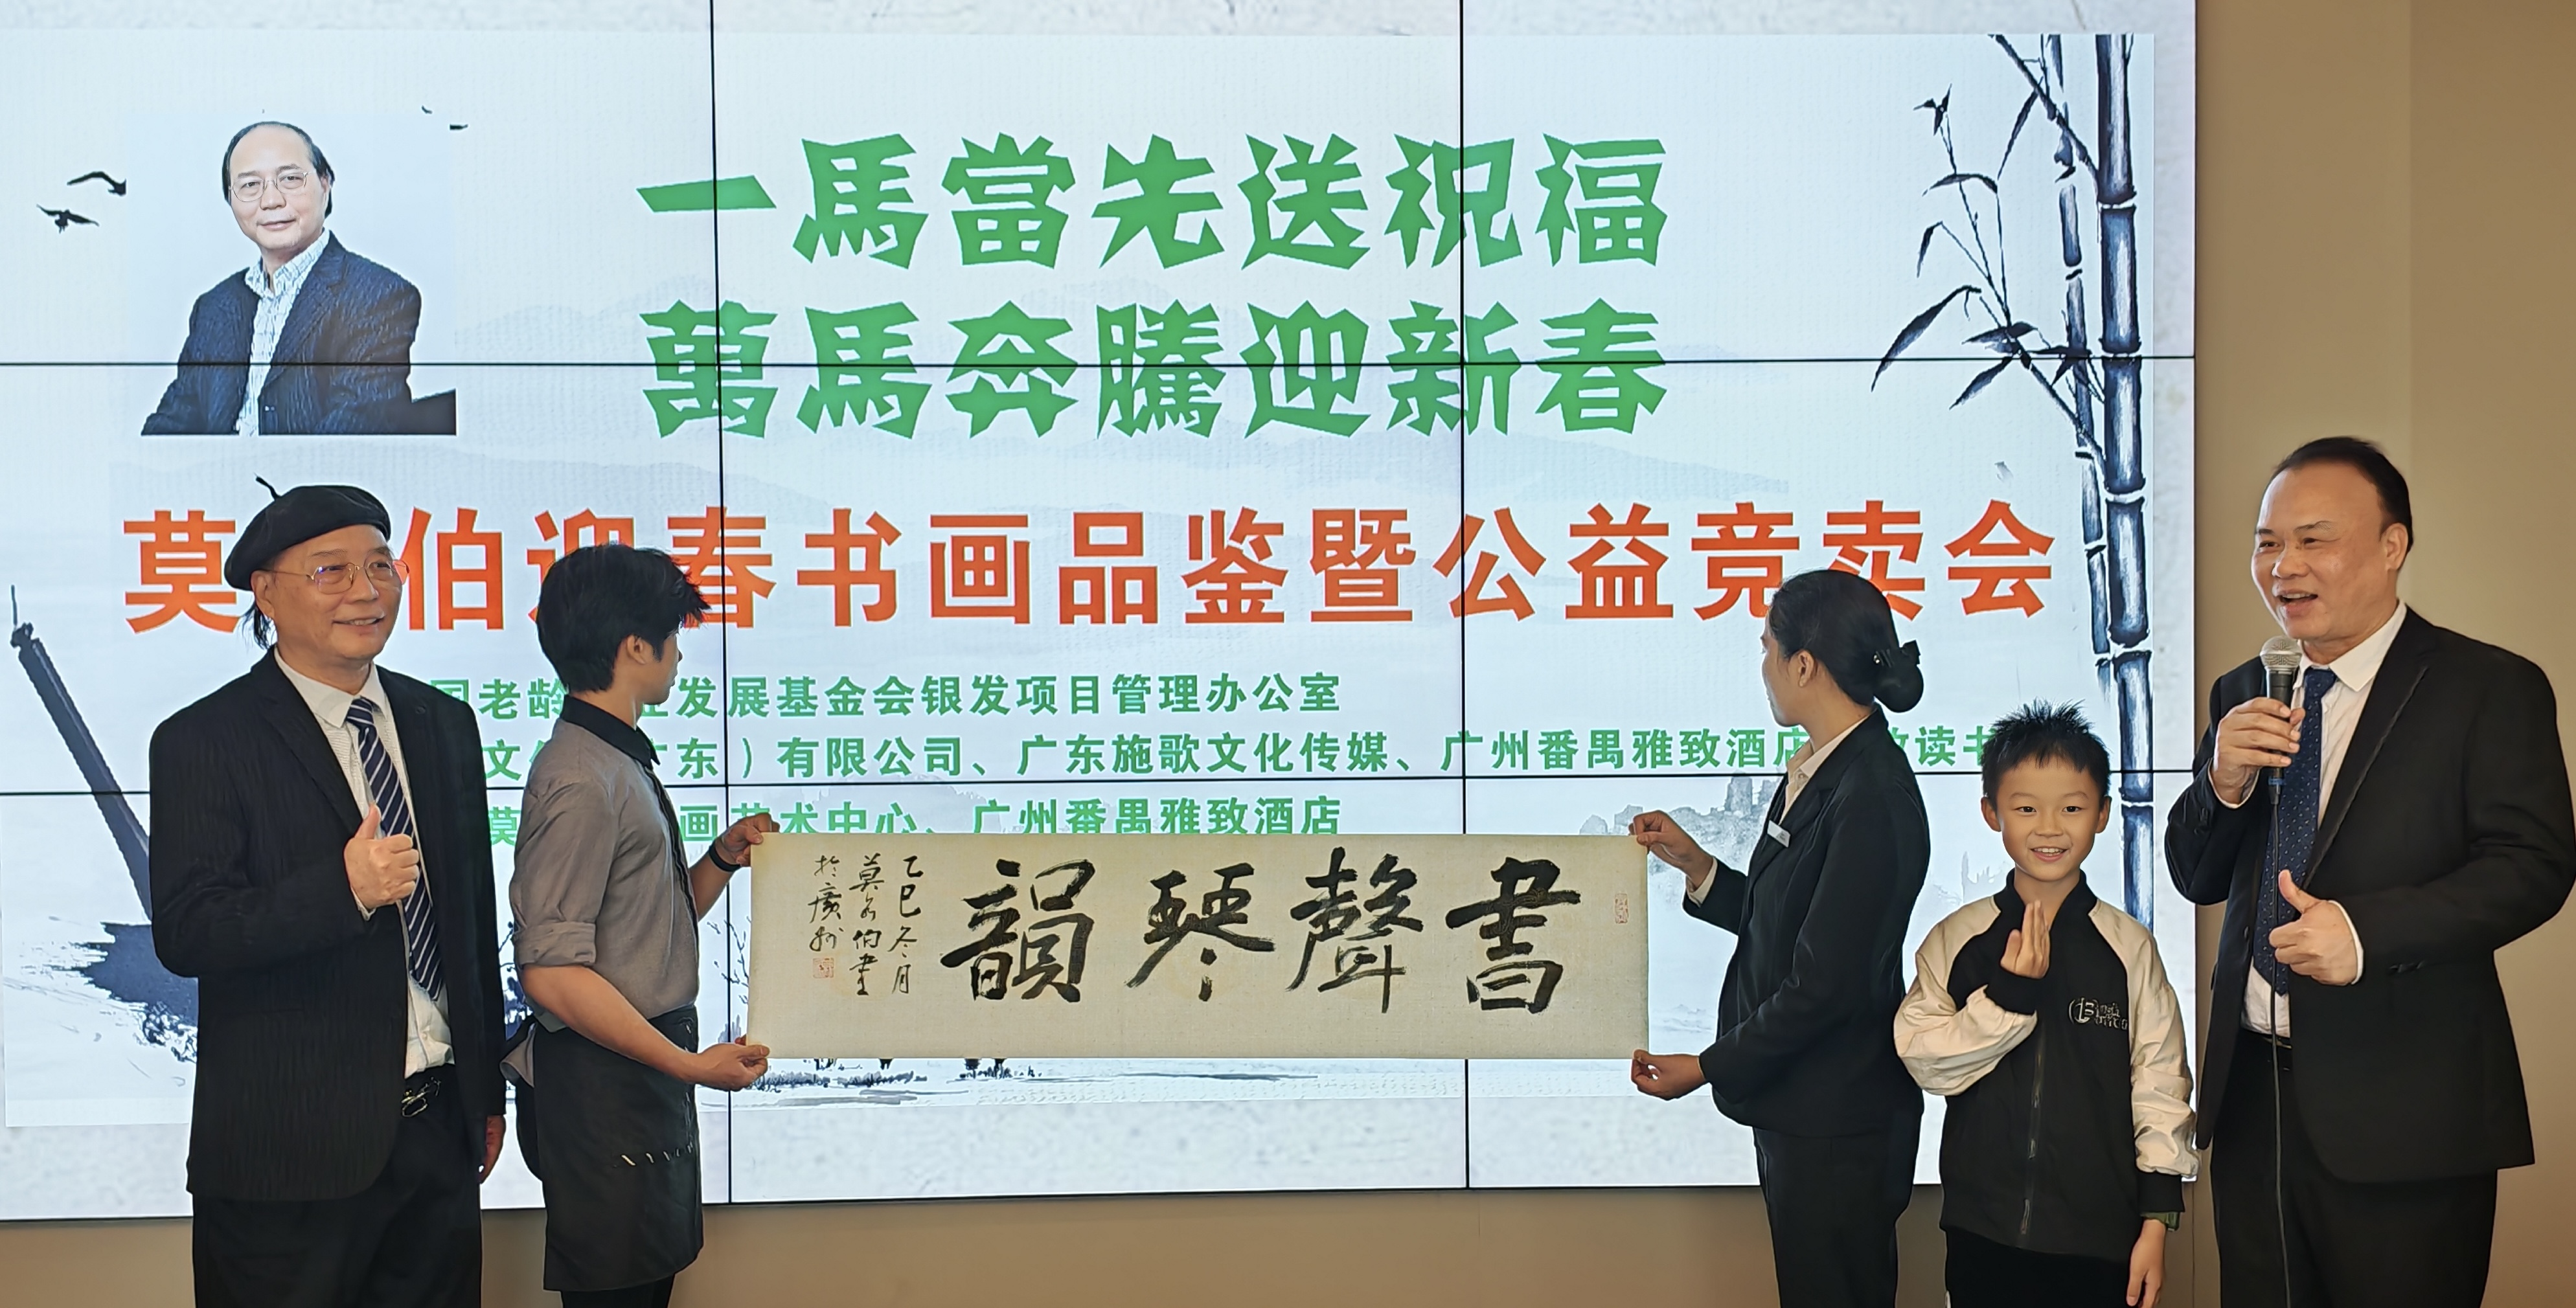 一馬當先送祝福
萬馬奔騰迎新春
莫 伯迎春书画品鉴暨公益竞卖会
国老龄 业发展基金会银发项目管理办公室
文化 广东）有限公司、广东施歌文化传媒、广州番禺雅致酒店 读书
莫 画艺术中心、广州番禺雅致酒店
書聲琴韻
乙巳冬月
莫各伯書
於廣州